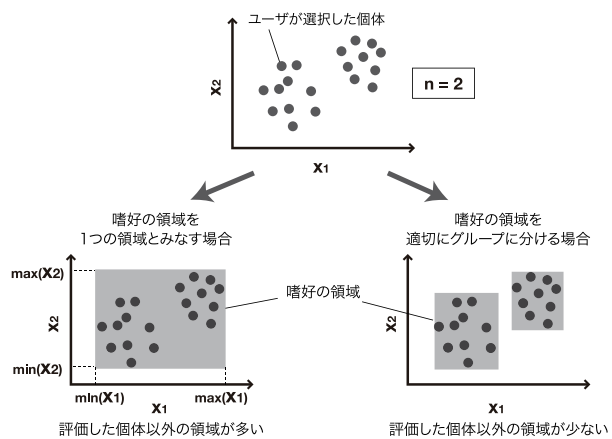 ユーザが選択した個体
X2
n = 2
X1
嗜好の領域を
1つの領域とみなす場合
嗜好の領域を
適切にグループに分ける場合
max(X2)
嗜好の領域
X2
X2
min(X2)
mIn(X1)
max(X1)
X1
X1
評価した個体以外の領域が多い
評価した個体以外の領域が少ない